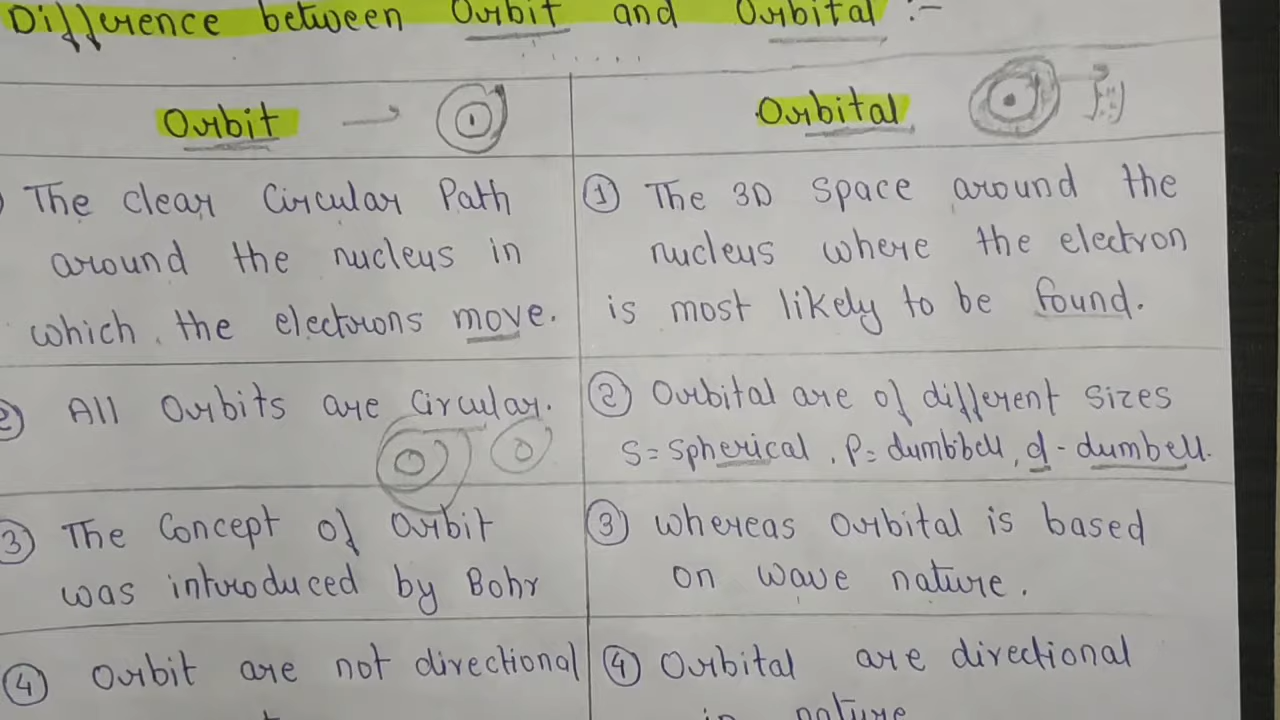 Difference between Orbit and Orbital :-
Orbit
Orbital
The clear Circular Path
around the nucleus in
which the electrons move.
① The 3D Space around the
nucleus where the electron
is most likely to be found.
② All Orbits are circular.
② Orbital are of different sizes
S = Spherical, P = dumbbell, d - dumbell.
③ The Concept of Orbit
was introduced by Bohr
③ whereas Orbital is based
on wave nature.
④ Orbit are not directional
④ Orbital are directional
in nature